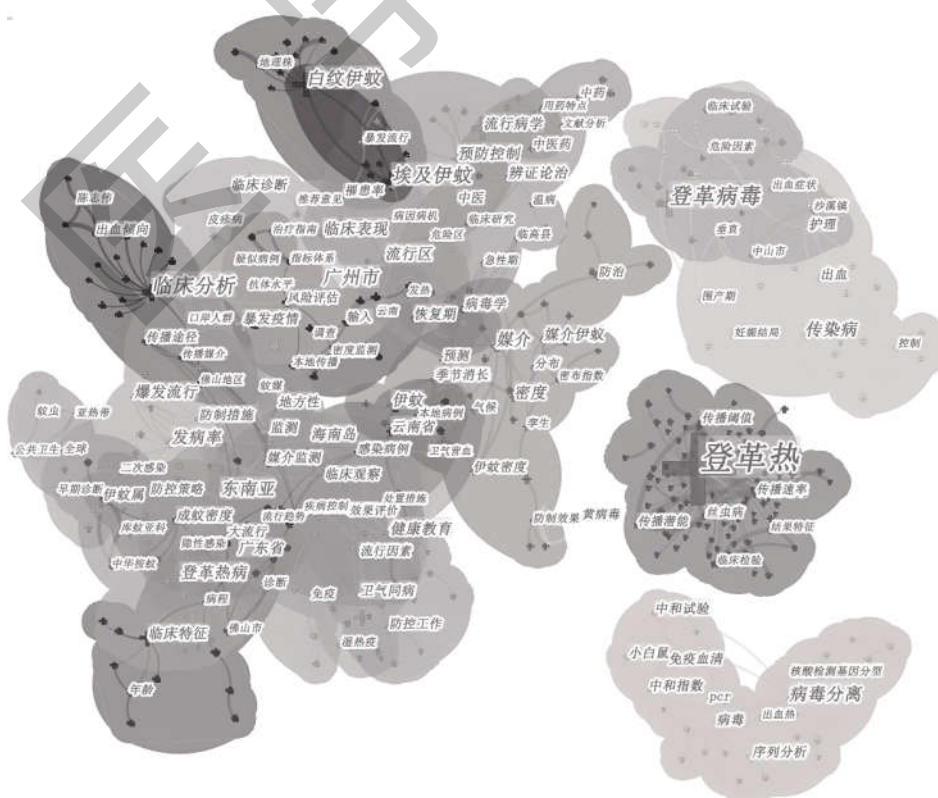 地理株
白纹伊蚊
暴发流行
埃及伊蚊
中药
用药特点
流行病学
文献分析
中医药
预防控制
辨证论治
临床诊断
罹患率
推荐意见
中医
温病
陈志伟
出血倾向
皮疹病
治疗指南
临床表现
病因病机
危险区
临床研究
临高县
疑似病例
指标体系
流行区
急性期
临床分析
抗体水平
广州市
风险评估
发热
口岸人群
暴发疫情
输入
云南
恢复期
病毒学
防治
传播途径
调查
密度监测
媒介
媒介伊蚊
传播媒介
本地传播
预测
分布
季节消长
密布指数
佛山地区
蚊媒
爆发流行
地方性
伊蚊
本地病例
气候
密度
孳生
蚊虫
亚热带
防制措施
监测
海南岛
云南省
发病率
公共卫生
全球
媒介监测
感染病例
卫气营血
二次感染
临床观察
伊蚊密度
早期诊断
伊蚊属
防控策略
东南亚
处置措施
疾病控制
效果评价
成蚊密度
流行趋势
库蚊亚科
大流行
健康教育
防制效果
黄病毒
隐性感染
广东省
流行因素
中华按蚊
登革热病
诊断
免疫
卫气同病
病程
临床特征
佛山市
湿热疫
防控工作
年龄
临床试验
危险因素
登革病毒
出血症状
沙溪镇
护理
垂直
中山市
出血
围产期
妊娠结局
传染病
控制
传播阈值
登革热
传播速率
传播潜能
丝虫病
结果特征
临床检验
中和试验
小白鼠
免疫血清
核酸检测
基因分型
中和指数
pcr
病毒分离
病毒
出血热
序列分析